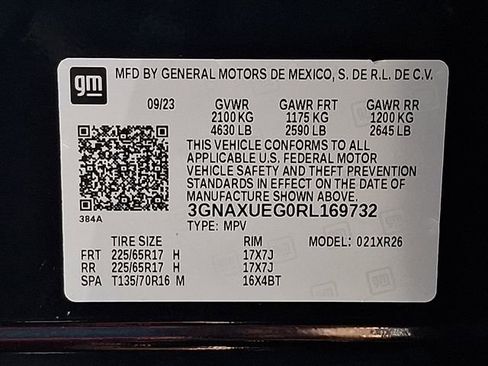 gm
MFD BY GENERAL MOTORS DE MEXICO, S. DE R.L. DE C.V.
09/23 GVWR GAWR FRT GAWR RR
2100 KG 1175 KG 1200 KG
4630 LB 2590 LB 2645 LB
THIS VEHICLE CONFORMS TO ALL
APPLICABLE U.S. FEDERAL MOTOR
VEHICLE SAFETY AND THEFT PREVENTION
STANDARDS IN EFFECT ON THE DATE OF
MANUFACTURE SHOWN ABOVE.
3GNAXUEG0RL169732
384A
TYPE: MPV
TIRE SIZE RIM MODEL: 021XR26
FRT 225/65R17 H 17X7J
RR 225/65R17 H 17X7J
SPA T135/70R16 M 16X4BT